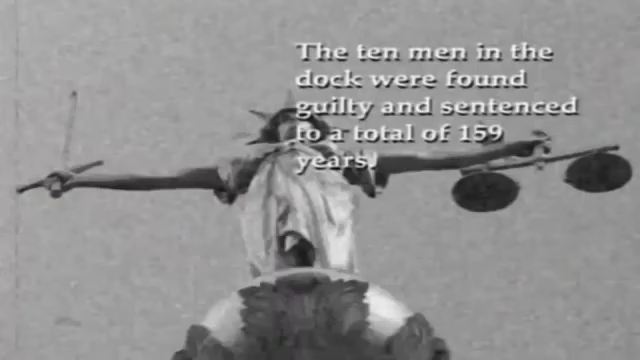 The ten men in the
dock were found
guilty and sentenced
to a total of 159
years.